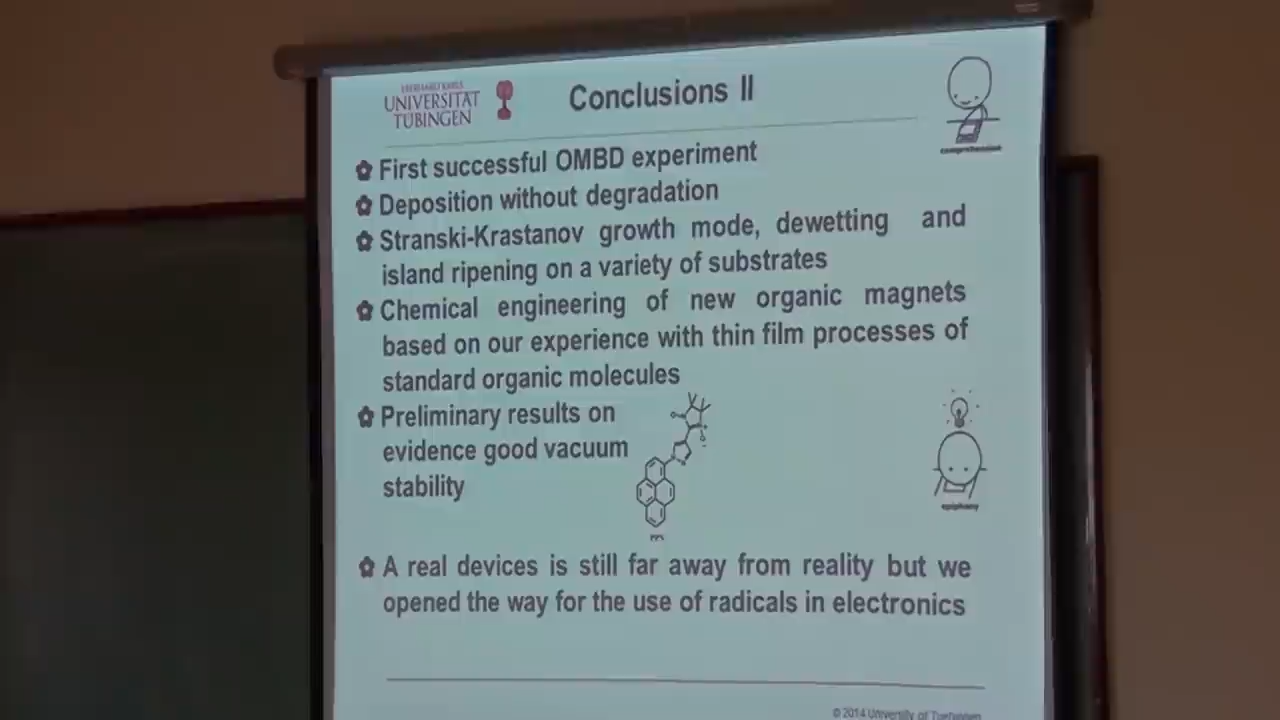 EBERHARD KARLS
UNIVERSITÄT
TÜBINGEN
Conclusions II
comprehension
First successful OMBD experiment
Deposition without degradation
Stranski-Krastanov growth mode, dewetting and
island ripening on a variety of substrates
Chemical engineering of new organic magnets
based on our experience with thin film processes of
standard organic molecules
Preliminary results on
evidence good vacuum
stability
epiphany
A real devices is still far away from reality but we
opened the way for the use of radicals in electronics
© 2014 University of Tuebingen